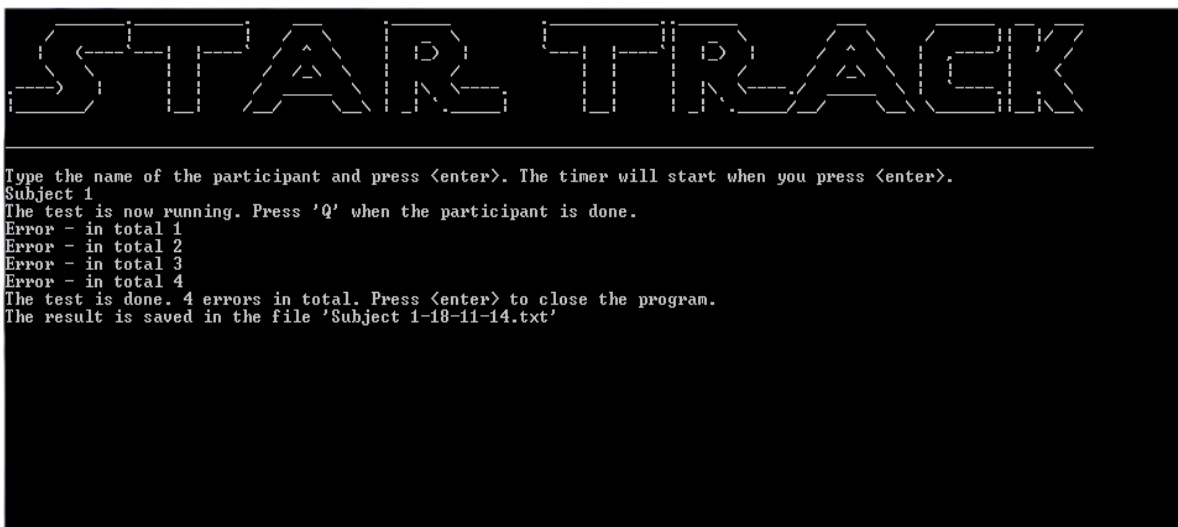 STAR TRACK
Type the name of the participant and press <enter>. The timer will start when you press <enter>.
Subject 1
The test is now running. Press 'Q' when the participant is done.
Error - in total 1
Error - in total 2
Error - in total 3
Error - in total 4
The test is done. 4 errors in total. Press <enter> to close the program.
The result is saved in the file 'Subject 1-18-11-14.txt'